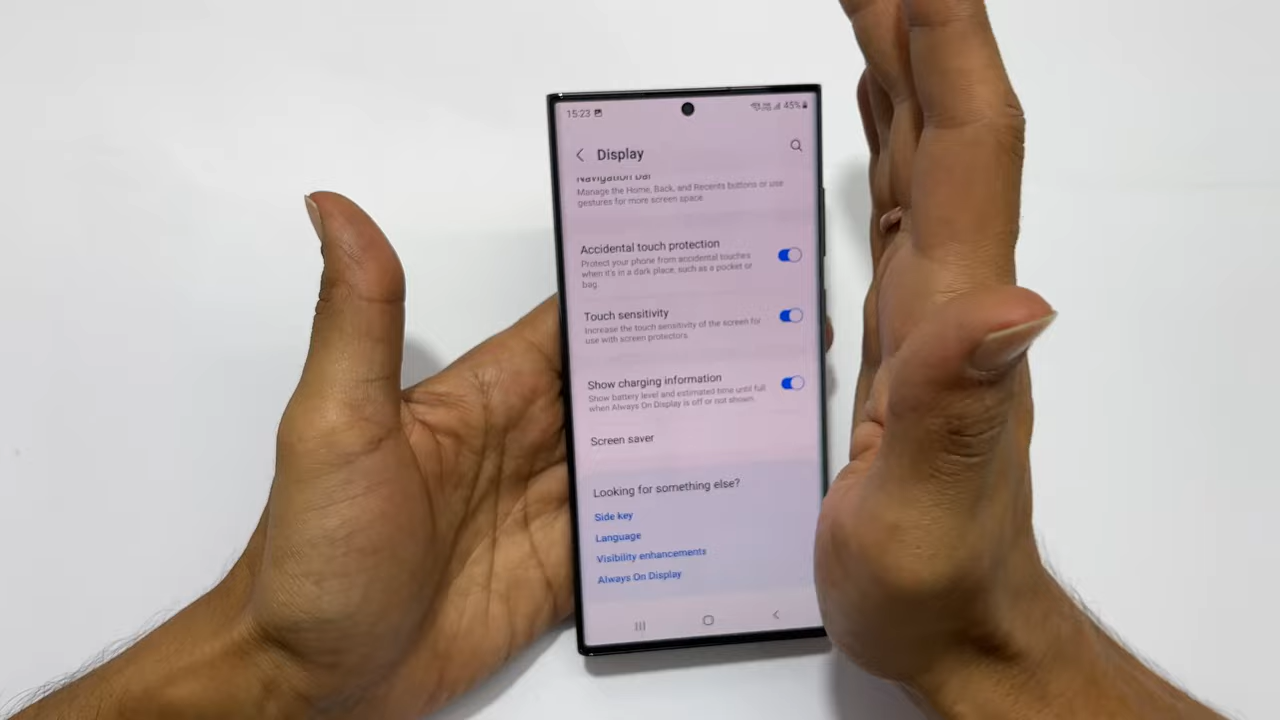 15:23
45%
Display
Navigation bar
Manage the Home, Back, and Recents buttons or use
gestures for more screen space.
Accidental touch protection
Protect your phone from accidental touches
when it's in a dark place, such as a pocket or
bag.
Touch sensitivity
Increase the touch sensitivity of the screen for
use with screen protectors.
Show charging information
Show battery level and estimated time until full
when Always On Display is off or not shown.
Screen saver
Looking for something else?
Side key
Language
Visibility enhancements
Always On Display